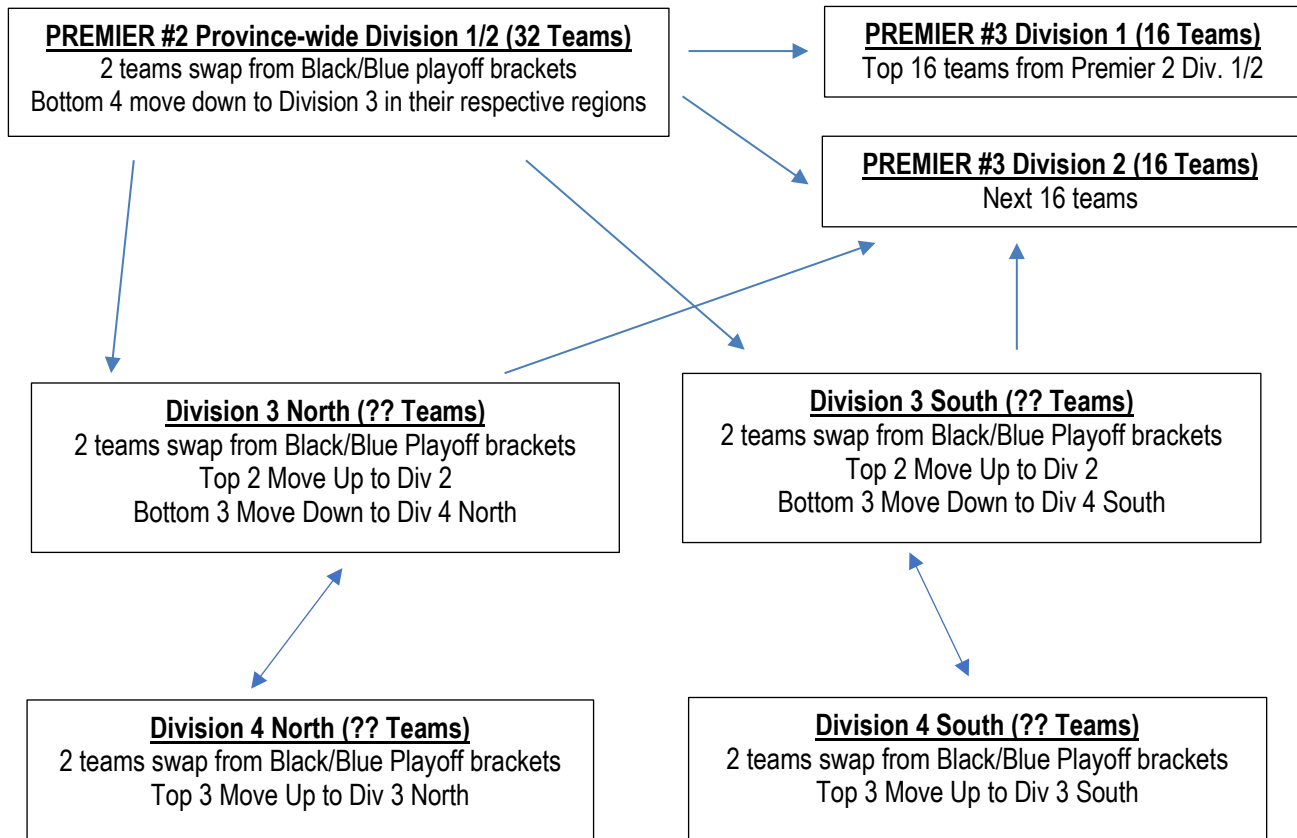 PREMIER #2 Province-wide Division 1/2 (32 Teams)
2 teams swap from Black/Blue playoff brackets
Bottom 4 move down to Division 3 in their respective regions
PREMIER #3 Division 1 (16 Teams)
Top 16 teams from Premier 2 Div. 1/2
PREMIER #3 Division 2 (16 Teams)
Next 16 teams
Division 3 North (?? Teams)
2 teams swap from Black/Blue Playoff brackets
Top 2 Move Up to Div 2
Bottom 3 Move Down to Div 4 North
Division 3 South (?? Teams)
2 teams swap from Black/Blue Playoff brackets
Top 2 Move Up to Div 2
Bottom 3 Move Down to Div 4 South
Division 4 North (?? Teams)
2 teams swap from Black/Blue Playoff brackets
Top 3 Move Up to Div 3 North
Division 4 South (?? Teams)
2 teams swap from Black/Blue Playoff brackets
Top 3 Move Up to Div 3 South